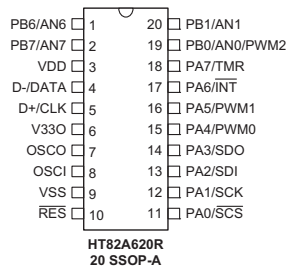 PB6/AN6 1 20 PB1/AN1
PB7/AN7 2 19 PB0/AN0/PWM2
VDD 3 18 PA7/TMR
D-/DATA 4 17 PA6/INT
D+/CLK 5 16 PA5/PWM1
V33O 6 15 PA4/PWM0
OSCO 7 14 PA3/SDO
OSCI 8 13 PA2/SDI
VSS 9 12 PA1/SCK
RES 10 11 PA0/SCS
HT82A620R
20 SSOP-A